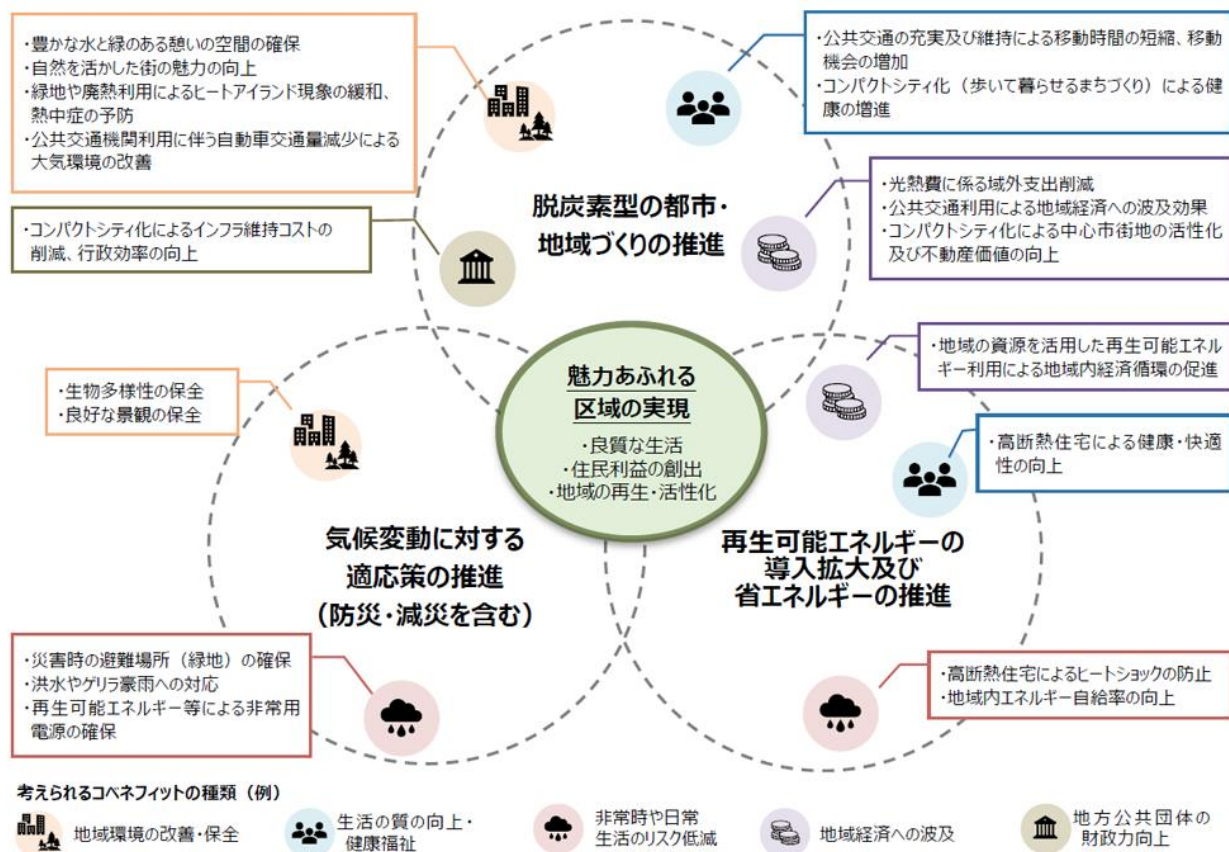 ・豊かな水と緑のある憩いの空間の確保
・自然を活かした街の魅力の向上
・緑地や廃熱利用によるヒートアイランド現象の緩和、
熱中症の予防
・公共交通機関利用に伴う自動車交通量減少による
大気環境の改善
・公共交通の充実及び維持による移動時間の短縮、移動
機会の増加
・コンパクトシティ化（歩いて暮らせるまちづくり）による健
康の増進
・コンパクトシティ化によるインフラ維持コストの
削減、行政効率の向上
脱炭素型の都市・
地域づくりの推進
・光熱費に係る域外支出削減
・公共交通利用による地域経済への波及効果
・コンパクトシティ化による中心市街地の活性化
及び不動産価値の向上
・生物多様性の保全
・良好な景観の保全
魅力あふれる
区域の実現
・良質な生活
・住民利益の創出
・地域の再生・活性化
・地域の資源を活用した再生可能エネル
ギー利用による地域内経済循環の促進
・高断熱住宅による健康・快適
性の向上
気候変動に対する
適応策の推進
（防災・減災を含む）
再生可能エネルギーの
導入拡大及び
省エネルギーの推進
・災害時の避難場所（緑地）の確保
・洪水やゲリラ豪雨への対応
・再生可能エネルギー等による非常用
電源の確保
・高断熱住宅によるヒートショックの防止
・地域内エネルギー自給率の向上
考えられるコベネフィットの種類（例）
地域環境の改善・保全
生活の質の向上・
健康福祉
非常時や日常
生活のリスク低減
地域経済への波及
地方公共団体の
財政力向上